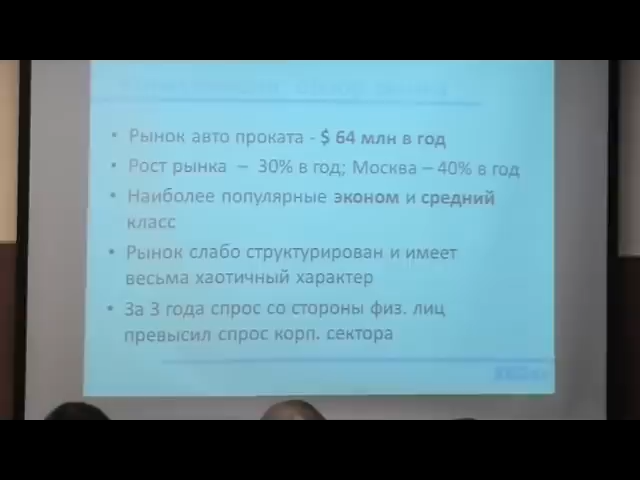 • Рынок авто проката - $ 64 млн в год
• Рост рынка – 30% в год; Москва – 40% в год
• Наиболее популярные эконом и средний
класс
• Рынок слабо структурирован и имеет
весьма хаотичный характер
• За 3 года спрос со стороны физ. лиц
превысил спрос корп. сектора